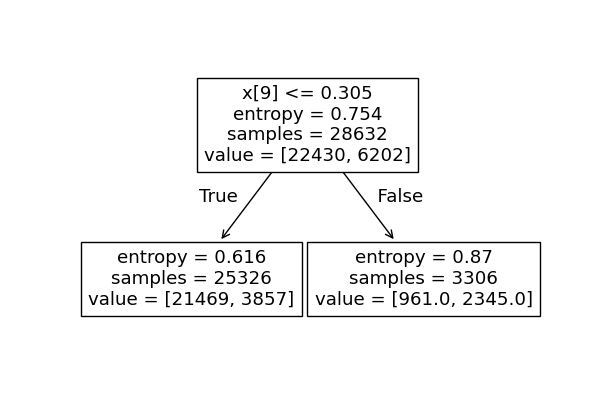 x[9] <= 0.305
entropy = 0.754
samples = 28632
value = [22430, 6202]
True
False
entropy = 0.616
samples = 25326
value = [21469, 3857]
entropy = 0.87
samples = 3306
value = [961.0, 2345.0]